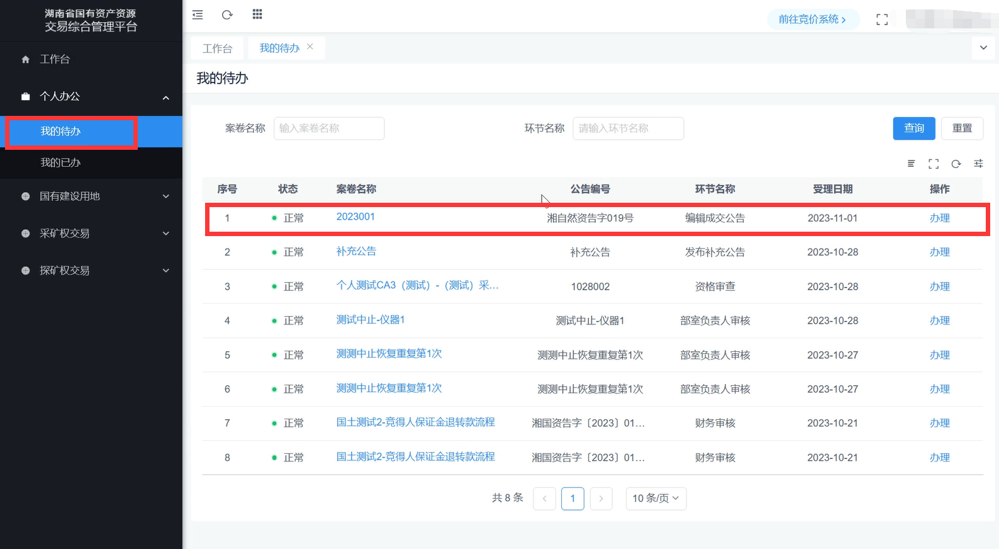 湖南省国有资产资源
交易综合管理平台
前往竞价系统
工作台
个人办公
我的待办
我的已办
国有建设用地
采矿权交易
探矿权交易
工作台 我的待办
我的待办
案卷名称 输入案卷名称 环节名称 请输入环节名称 查询 重置
序号 状态 案卷名称 公告编号 环节名称 受理日期 操作
1 正常 2023001 湘自然资告字019号 编辑成交公告 2023-11-01 办理
2 正常 补充公告 补充公告 发布补充公告 2023-10-28 办理
3 正常 个人测试CA3（测试）-（测试）采... 1028002 资格审查 2023-10-28 办理
4 正常 测试中止-仪器1 测试中止-仪器1 部室负责人审核 2023-10-28 办理
5 正常 测测中止恢复重复第1次 测测中止恢复重复第1次 部室负责人审核 2023-10-27 办理
6 正常 测测中止恢复重复第1次 测测中止恢复重复第1次 部室负责人审核 2023-10-27 办理
7 正常 国土测试2-竞得人保证金退转款流程 湘国资告字〔2023〕01... 财务审核 2023-10-21 办理
8 正常 国土测试2-竞得人保证金退转款流程 湘国资告字〔2023〕01... 财务审核 2023-10-21 办理
共 8 条 1 10 条/页